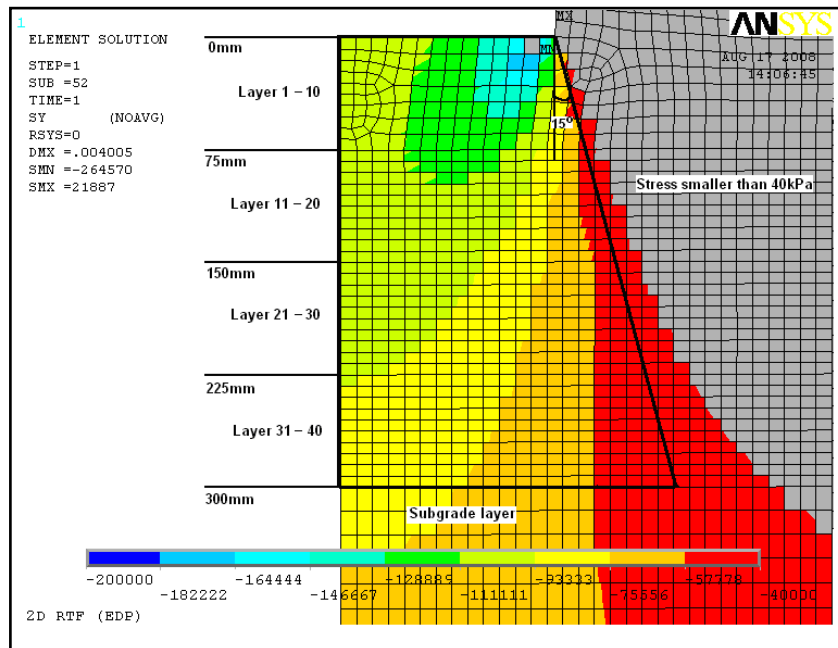 1
ELEMENT SOLUTION
STEP=1
SUB =52
TIME=1
SY (NOAVG)
RSYS=0
DMX =.004005
SMN =-264570
SMX =21887
ANSYS
AUG 17 2008
14:06:45
MX
MN
0mm
Layer 1 – 10
15°
75mm
Layer 11 – 20
Stress smaller than 40kPa
150mm
Layer 21 – 30
225mm
Layer 31 – 40
300mm
Subgrade layer
-200000 -164444 -128889 -93333 -57778
-182222 -146667 -111111 -75556 -40000
2D RTF (EDP)